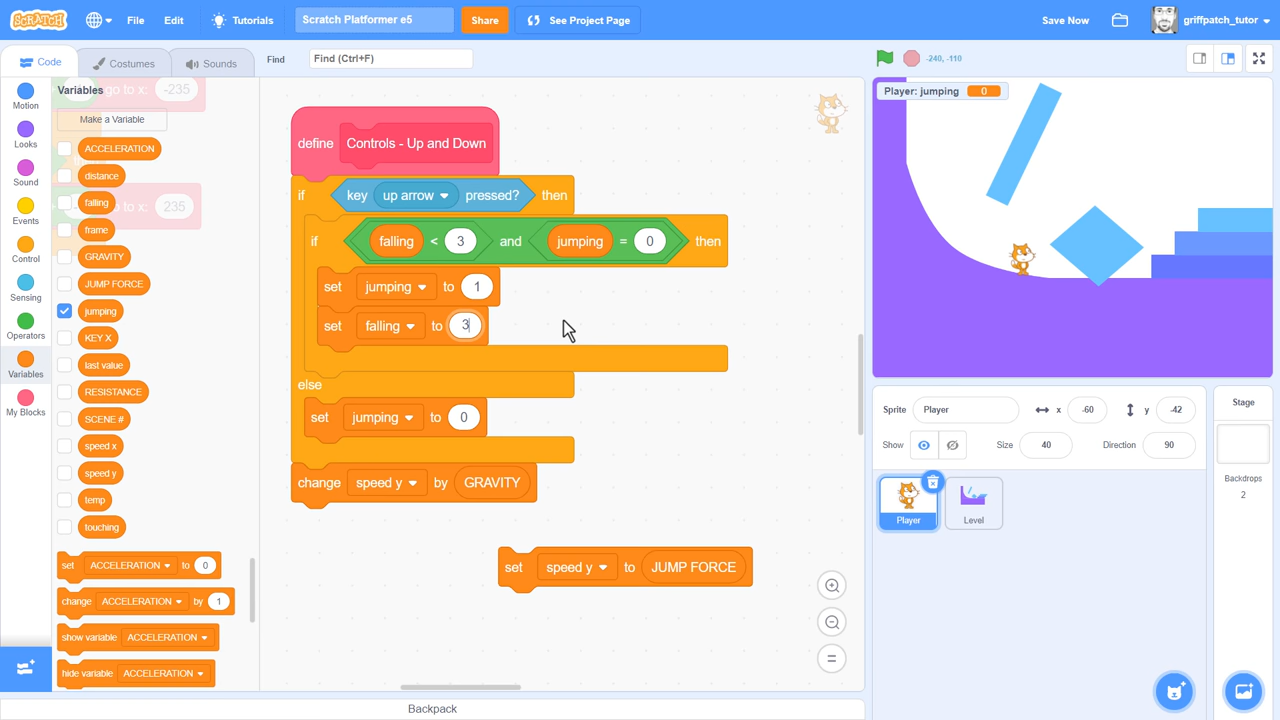 SCRATCH File Edit Tutorials Scratch Platformer e5 Share See Project Page Save Now griffpatch_tutor
Code Costumes Sounds Find Find (Ctrl+F) -240, -110
Motion
Looks
Sound
Events
Control
Sensing
Operators
Variables
My Blocks
go to x: -235
go to x: 235
Variables
Make a Variable
ACCELERATION
distance
falling
frame
GRAVITY
JUMP FORCE
jumping
KEY X
last value
RESISTANCE
SCENE #
speed x
speed y
temp
touching
set ACCELERATION to 0
change ACCELERATION by 1
show variable ACCELERATION
hide variable ACCELERATION
define Controls - Up and Down
if key up arrow pressed? then
if falling < 3 and jumping = 0 then
set jumping to 1
set falling to 3
else
set jumping to 0
change speed y by GRAVITY
set speed y to JUMP FORCE
Backpack
Player: jumping 0
Sprite Player x -60 y -42
Show Size 40 Direction 90
Player
Level
Stage
Backdrops
2